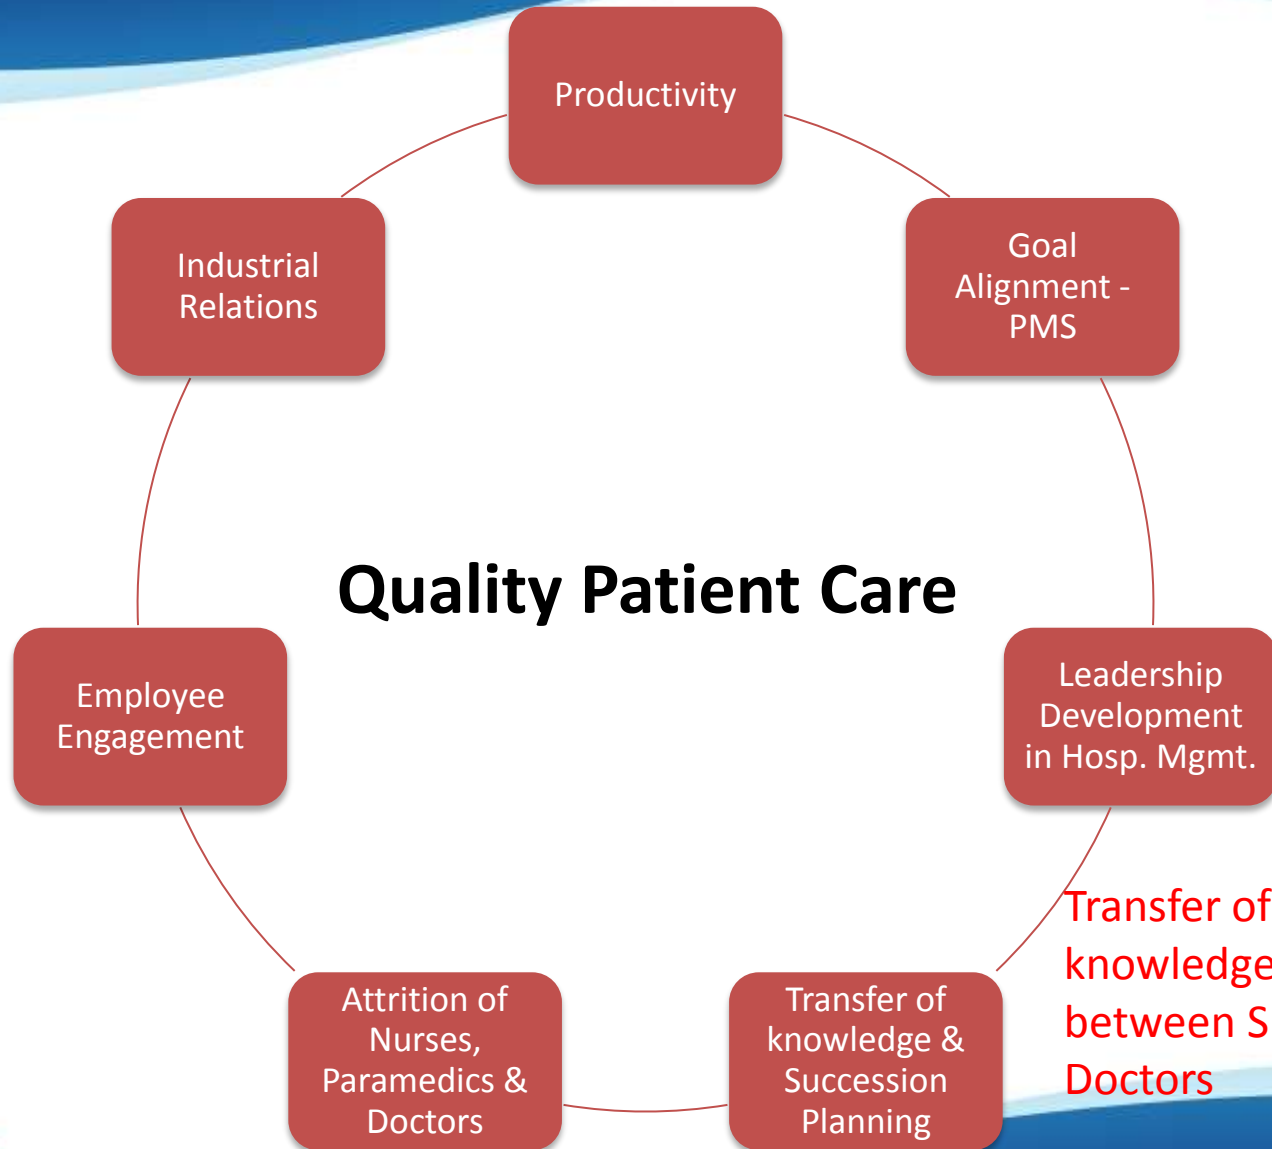 Productivity
Goal
Alignment -
PMS
Leadership
Development
in Hosp. Mgmt.
Transfer of
knowledge
between S
Doctors
Transfer of
knowledge &
Succession
Planning
Attrition of
Nurses,
Paramedics &
Doctors
Employee
Engagement
Industrial
Relations
Quality Patient Care